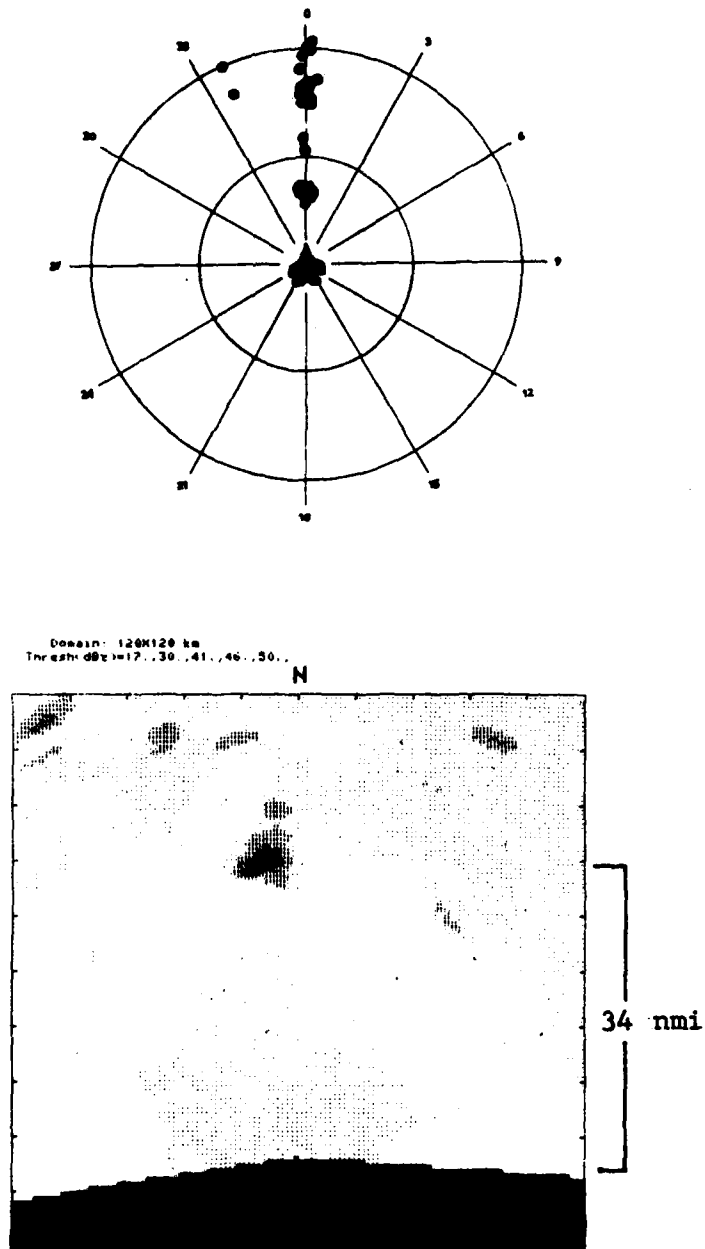 0
33 3
30 6
27 9
24 12
21 15
18
Domain: 120X120 km
Thresh(dBz)=17.,30.,41.,46.,50.,
N
34 nmi